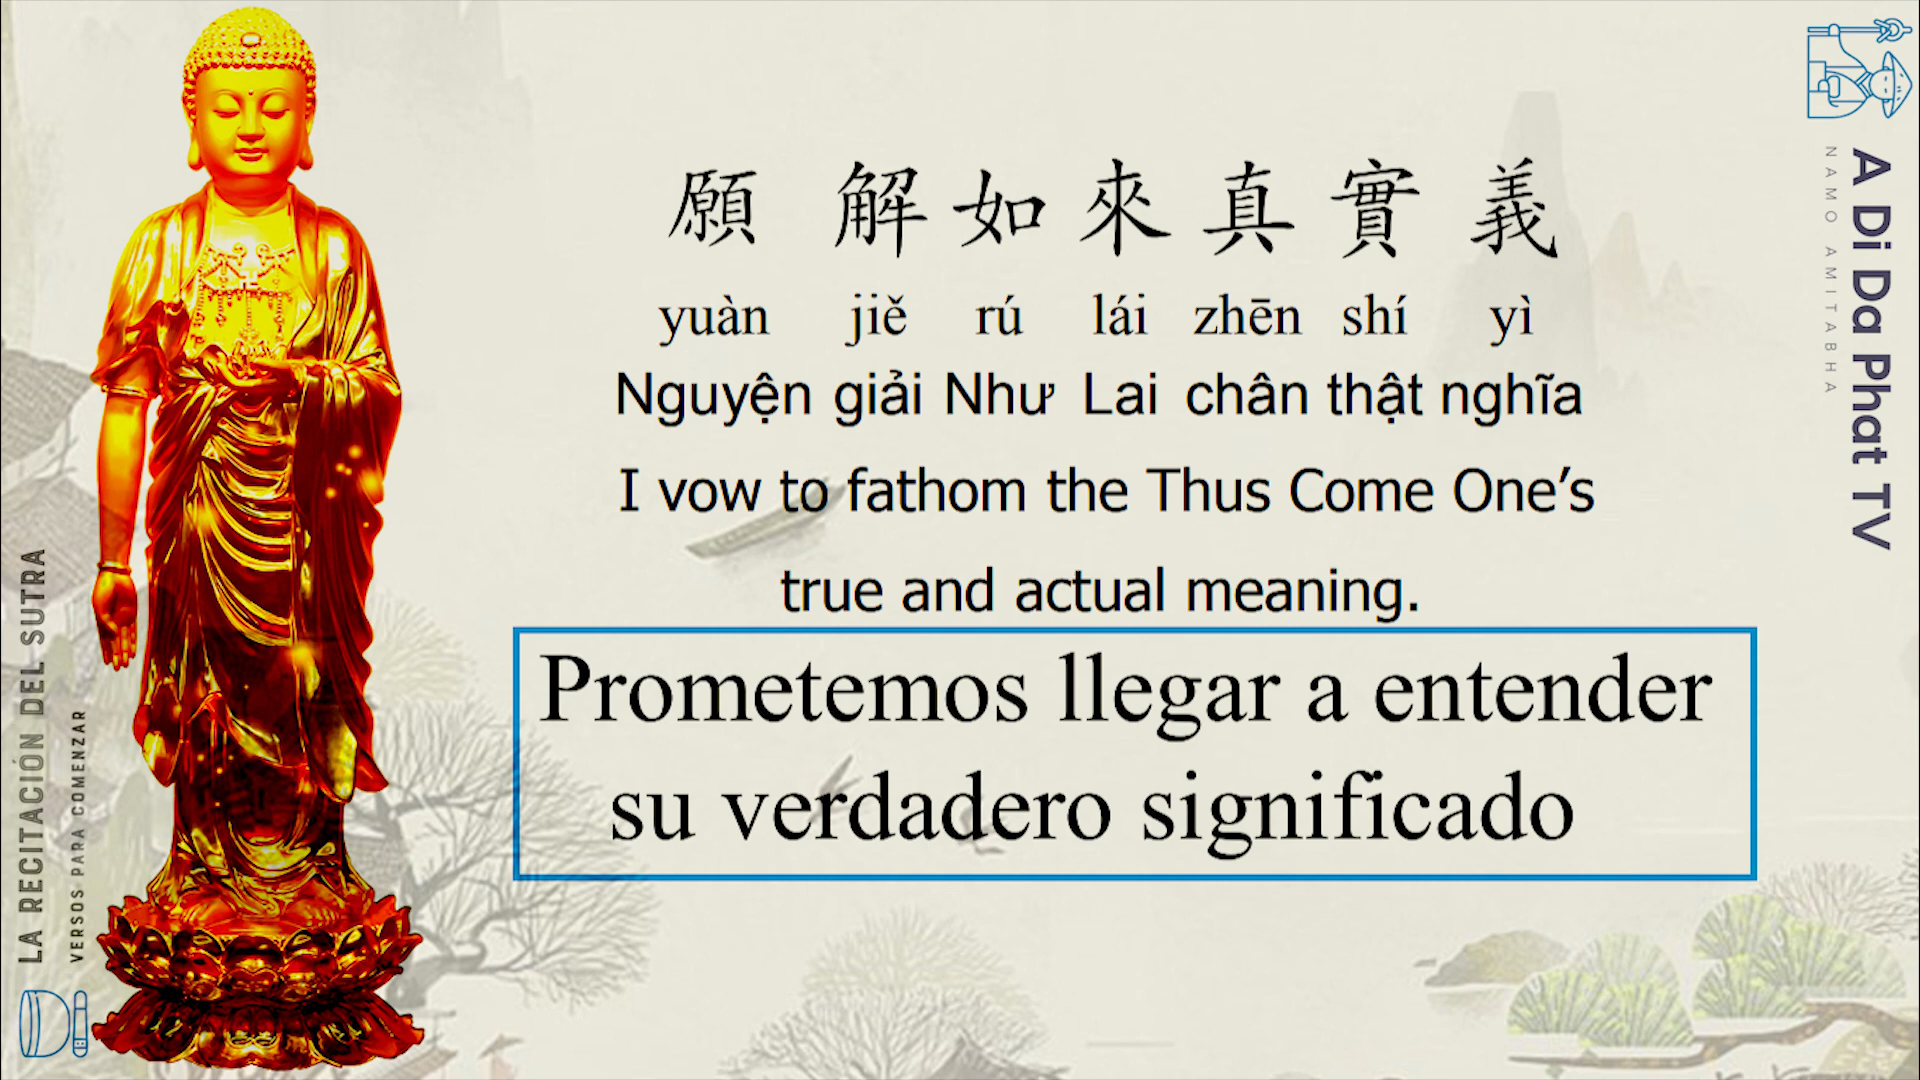 願 解 如 來 真 實 義
yuàn jiě rú lái zhēn shí yì
Nguyện giải Như Lai chân thật nghĩa
I vow to fathom the Thus Come One’s
true and actual meaning.
Prometemos llegar a entender
su verdadero significado
LA RECITACIÓN DEL SUTRA
VERSOS PARA COMENZAR
Di
A Di Da Phat TV
NAMO AMITABHA